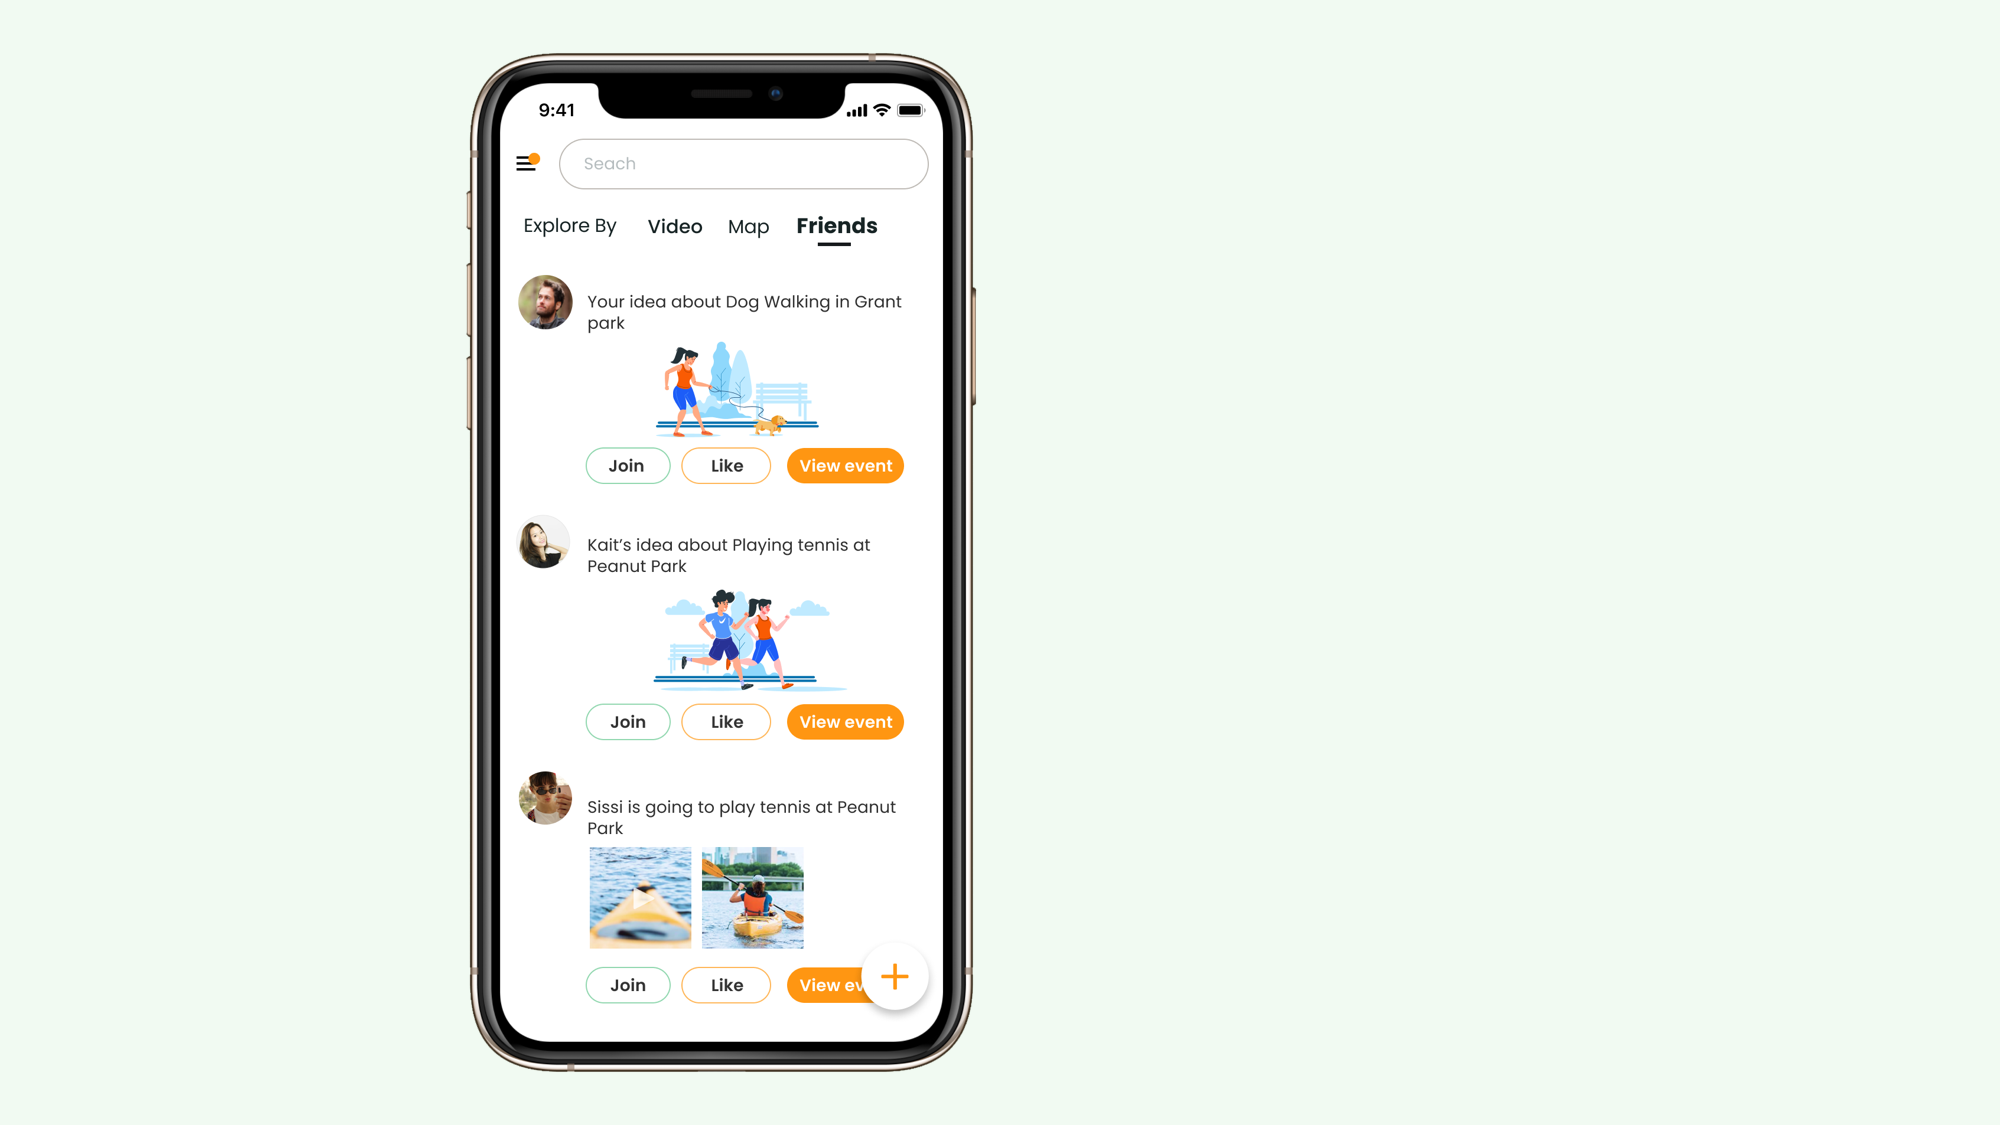 9:41
Seach
Explore By Video Map Friends
Your idea about Dog Walking in Grant
park
Join Like View event
Kait’s idea about Playing tennis at
Peanut Park
Join Like View event
Sissi is going to play tennis at Peanut
Park
Join Like View ev